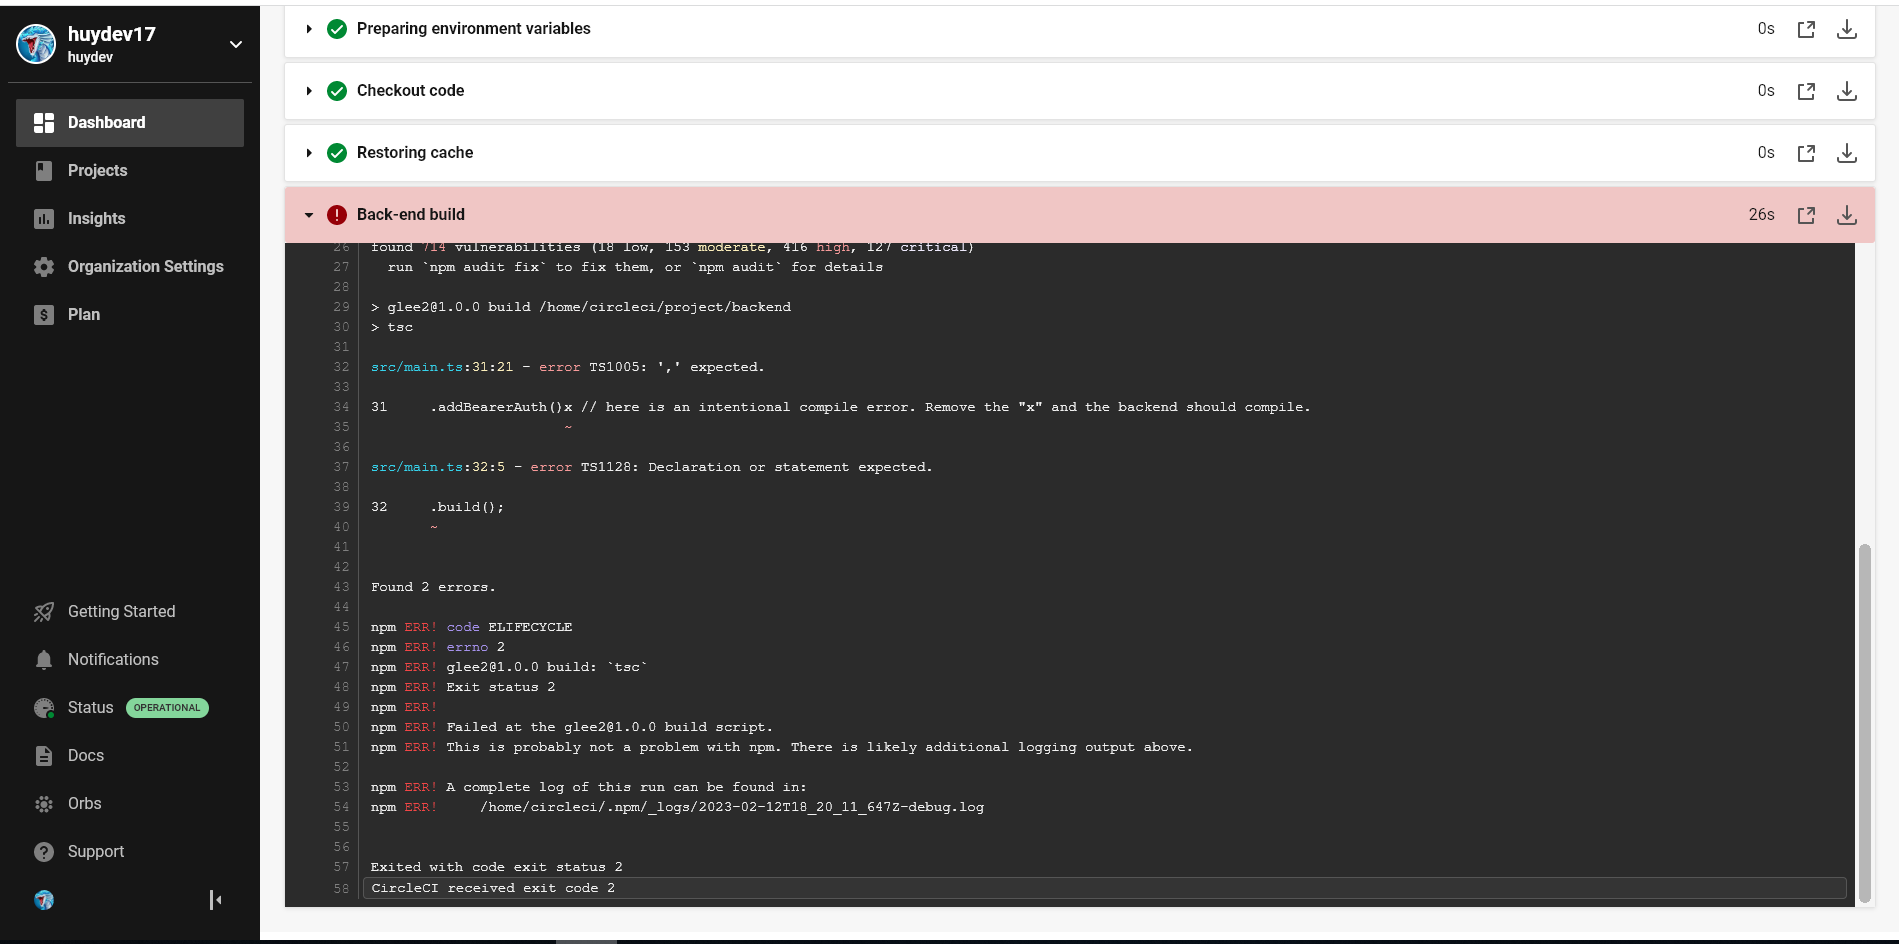 huydev17
huydev
Dashboard
Projects
Insights
Organization Settings
Plan
Getting Started
Notifications
Status OPERATIONAL
Docs
Orbs
Support
Preparing environment variables 0s
Checkout code 0s
Restoring cache 0s
Back-end build 26s
26 found 714 vulnerabilities (18 low, 153 moderate, 416 high, 127 critical)
27 run `npm audit fix` to fix them, or `npm audit` for details
28
29 > glee2@1.0.0 build /home/circleci/project/backend
30 > tsc
31
32 src/main.ts:31:21 - error TS1005: ',' expected.
33
34 31     .addBearerAuth()x // here is an intentional compile error. Remove the "x" and the backend should compile.
35 ~
36
37 src/main.ts:32:5 - error TS1128: Declaration or statement expected.
38
39 32     .build();
40 ~
41
42
43 Found 2 errors.
44
45 npm ERR! code ELIFECYCLE
46 npm ERR! errno 2
47 npm ERR! glee2@1.0.0 build: `tsc`
48 npm ERR! Exit status 2
49 npm ERR!
50 npm ERR! Failed at the glee2@1.0.0 build script.
51 npm ERR! This is probably not a problem with npm. There is likely additional logging output above.
52
53 npm ERR! A complete log of this run can be found in:
54 npm ERR!     /home/circleci/.npm/_logs/2023-02-12T18_20_11_647Z-debug.log
55
56
57 Exited with code exit status 2
58 CircleCI received exit code 2